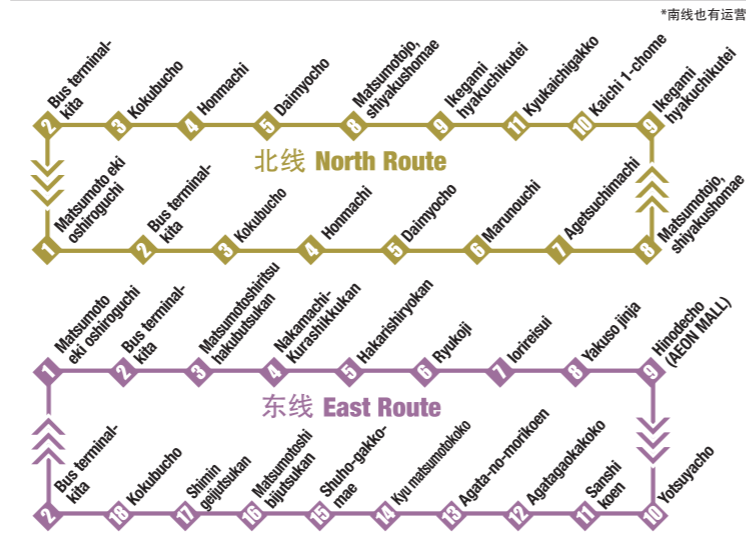 *南线也有运营
Bus terminal-
kita
Kokubucho
Honmachi
Daimyocho
Matsumotojo,
shiyakushomae
Ikegami
hyakuchikutei
Kyukaichigakko
Kaichi 1-chome
Ikegami
hyakuchikutei
2
3
4
5
8
9
11
10
9
北线 North Route
Matsumoto eki
oshiroguchi
Bus terminal-
kita
Kokubucho
Honmachi
Daimyocho
Marunouchi
Agetsuchimachi
Matsumotojo,
shiyakushomae
1
2
3
4
5
6
7
8
Matsumoto
eki oshiroguchi
Bus terminal-
kita
Matsumotoshiritsu
hakubutsukan
Nakamachi-
Kurashikkukan
Hakarishiryokan
Ryukoji
Iorireisui
Yakuso jinja
Hinodecho
(AEON MALL)
1
2
3
4
5
6
7
8
9
东线 East Route
Bus terminal-
kita
Kokubucho
Shimin
geijutsukan
Matsumotoshi
bijutsukan
Shuho-gakko-
mae
Kyu matsumotokoko
Agata-no-morikoen
Agatagaokakoko
Sanshi
koen
Yotsuyacho
2
18
17
16
15
14
13
12
11
10